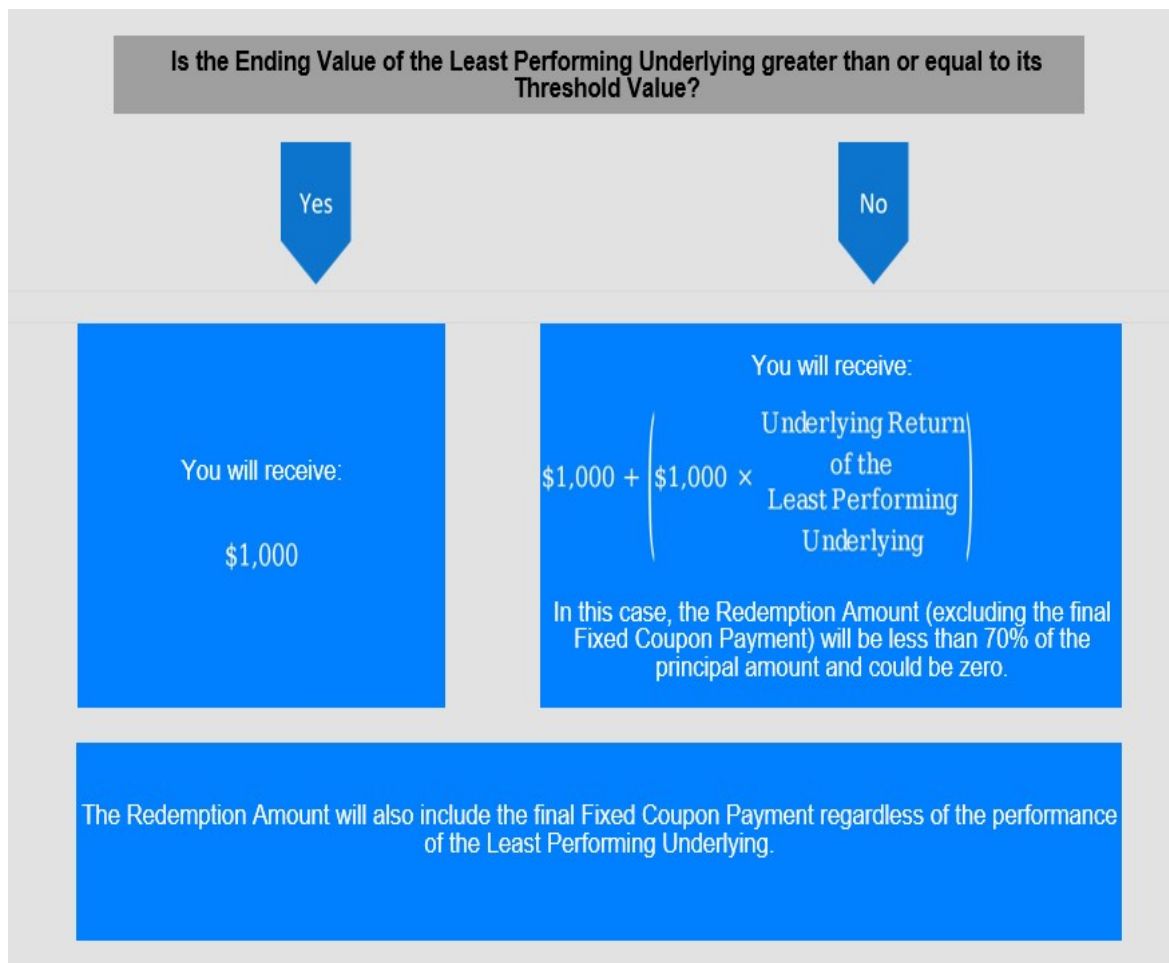 Is the Ending Value of the Least Performing Underlying greater than or equal to its
Threshold Value?
Yes
No
You will receive:
$1,000
You will receive:
$1,000 + ($1,000 × Underlying Return
of the
Least Performing
Underlying)
In this case, the Redemption Amount (excluding the final
Fixed Coupon Payment) will be less than 70% of the
principal amount and could be zero.
The Redemption Amount will also include the final Fixed Coupon Payment regardless of the performance
of the Least Performing Underlying.